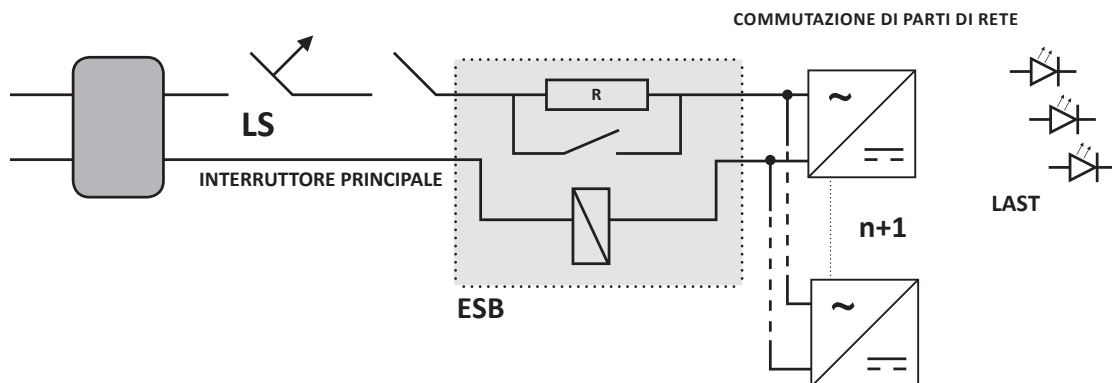 COMMUTAZIONE DI PARTI DI RETE
R
~
LS
INTERRUTTORE PRINCIPALE
LAST
n+1
ESB
~